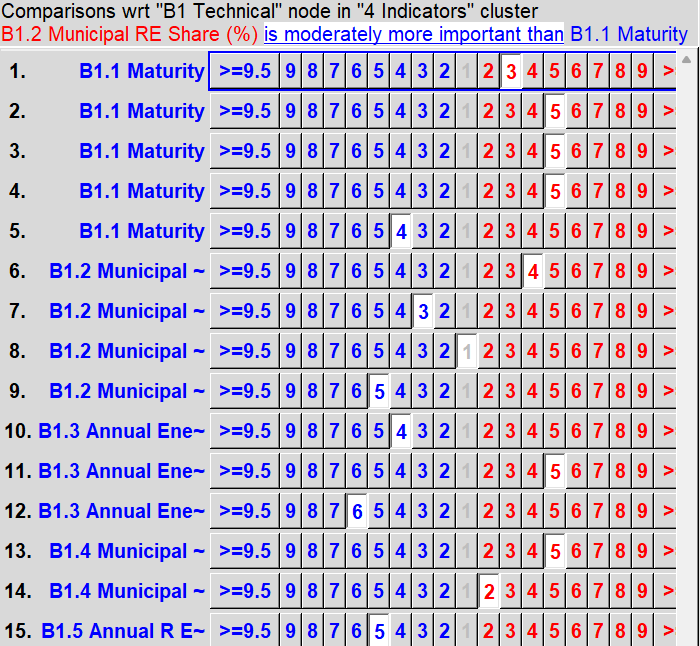 Comparisons wrt "B1 Technical" node in "4 Indicators" cluster
B1.2 Municipal RE Share (%) is moderately more important than B1.1 Maturity
1. B1.1 Maturity >=9.5 9 8 7 6 5 4 3 2 1 2 3 4 5 6 7 8 9 >
2. B1.1 Maturity >=9.5 9 8 7 6 5 4 3 2 1 2 3 4 5 6 7 8 9 >
3. B1.1 Maturity >=9.5 9 8 7 6 5 4 3 2 1 2 3 4 5 6 7 8 9 >
4. B1.1 Maturity >=9.5 9 8 7 6 5 4 3 2 1 2 3 4 5 6 7 8 9 >
5. B1.1 Maturity >=9.5 9 8 7 6 5 4 3 2 1 2 3 4 5 6 7 8 9 >
6. B1.2 Municipal ~ >=9.5 9 8 7 6 5 4 3 2 1 2 3 4 5 6 7 8 9 >
7. B1.2 Municipal ~ >=9.5 9 8 7 6 5 4 3 2 1 2 3 4 5 6 7 8 9 >
8. B1.2 Municipal ~ >=9.5 9 8 7 6 5 4 3 2 1 2 3 4 5 6 7 8 9 >
9. B1.2 Municipal ~ >=9.5 9 8 7 6 5 4 3 2 1 2 3 4 5 6 7 8 9 >
10. B1.3 Annual Ene~ >=9.5 9 8 7 6 5 4 3 2 1 2 3 4 5 6 7 8 9 >
11. B1.3 Annual Ene~ >=9.5 9 8 7 6 5 4 3 2 1 2 3 4 5 6 7 8 9 >
12. B1.3 Annual Ene~ >=9.5 9 8 7 6 5 4 3 2 1 2 3 4 5 6 7 8 9 >
13. B1.4 Municipal ~ >=9.5 9 8 7 6 5 4 3 2 1 2 3 4 5 6 7 8 9 >
14. B1.4 Municipal ~ >=9.5 9 8 7 6 5 4 3 2 1 2 3 4 5 6 7 8 9 >
15. B1.5 Annual R E~ >=9.5 9 8 7 6 5 4 3 2 1 2 3 4 5 6 7 8 9 >